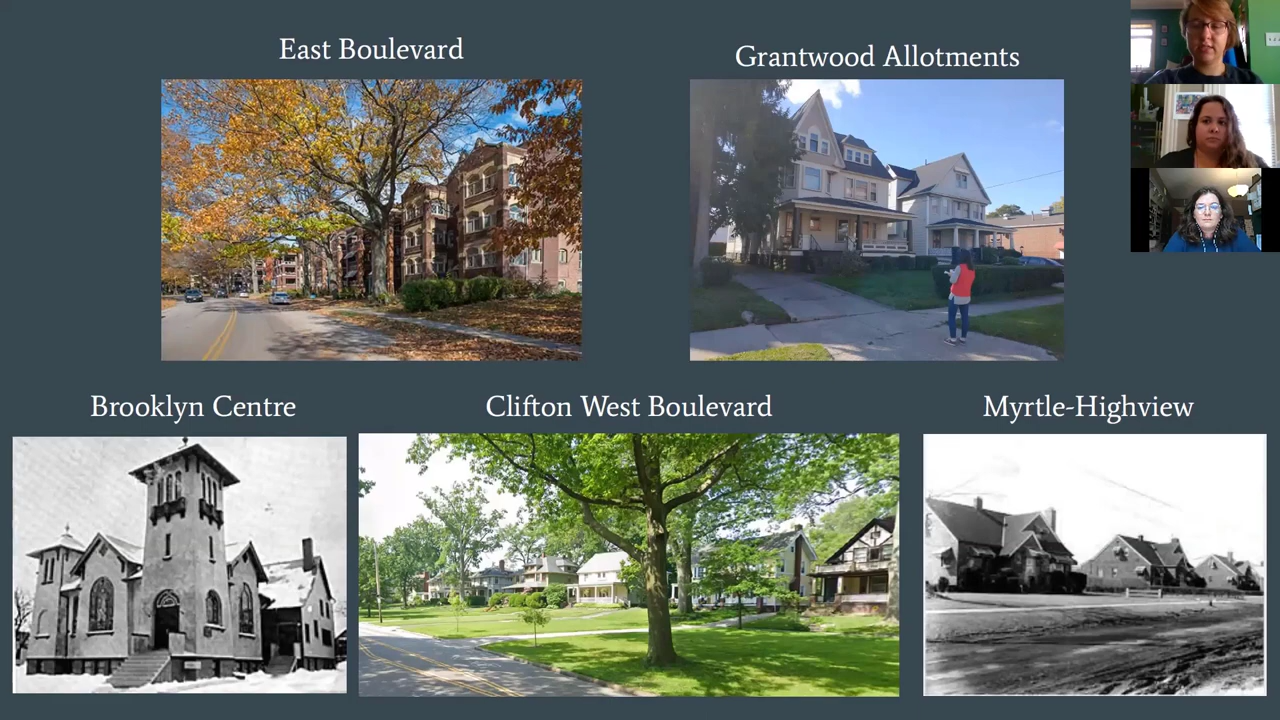 East Boulevard
Grantwood Allotments
Brooklyn Centre
Clifton West Boulevard
Myrtle-Highview